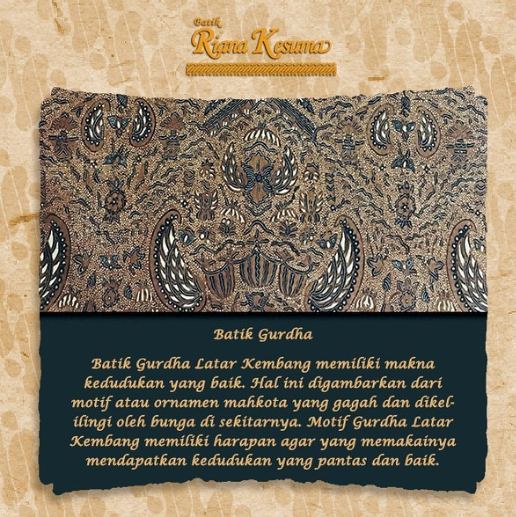 Batik
Riana Kesuma
Batik Gurdha
Batik Gurdha Latar Kembang memiliki makna
kedudukan yang baik. Hal ini digambarkan dari
motif atau ornamen mahkota yang gagah dan dikel-
ilingi oleh bunga di sekitarnya. Motif Gurdha Latar
Kembang memiliki harapan agar yang memakainya
mendapatkan kedudukan yang pantas dan baik.